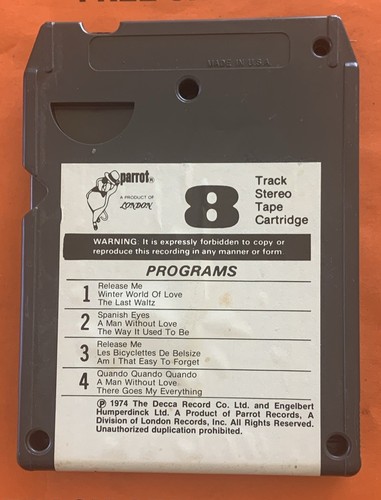 MADE IN U.S.A.
parrot®
A PRODUCT OF
LONDON
8
Track
Stereo
Tape
Cartridge
WARNING: It is expressly forbidden to copy or
reproduce this recording in any manner or form
PROGRAMS
1 Release Me
Winter World Of Love
The Last Waltz
2 Spanish Eyes
A Man Without Love
The Way It Used To Be
3 Release Me
Les Bicyclettes De Belsize
Am I That Easy To Forget
4 Quando Quando Quando
A Man Without Love
There Goes My Everything
℗ 1974 The Decca Record Co. Ltd. and Engelbert
Humperdinck Ltd. A Product of Parrot Records, A
Division of London Records, Inc. All Rights Reserved.
Unauthorized duplication prohibited.